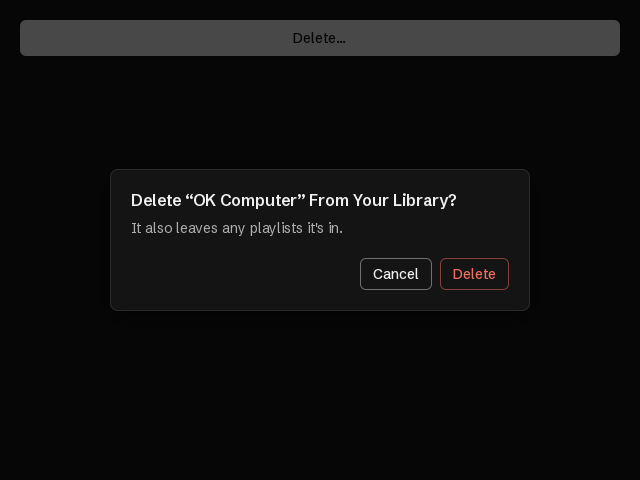 Delete…
Delete “OK Computer” From Your Library?
It also leaves any playlists it's in.
Cancel
Delete